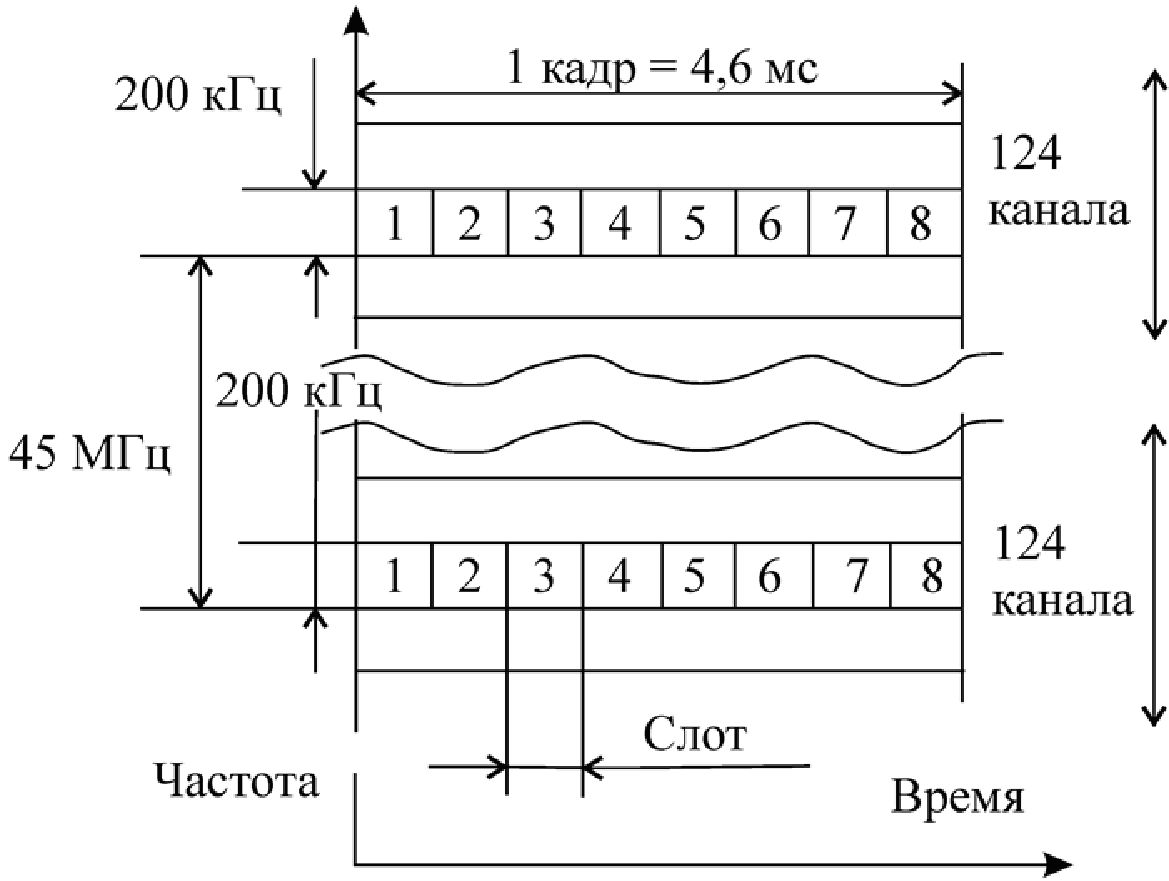 1 кадр = 4,6 мс
200 кГц
124
канала
1 2 3 4 5 6 7 8
200 кГц
45 МГц
124
канала
1 2 3 4 5 6 7 8
Слот
Частота
Время